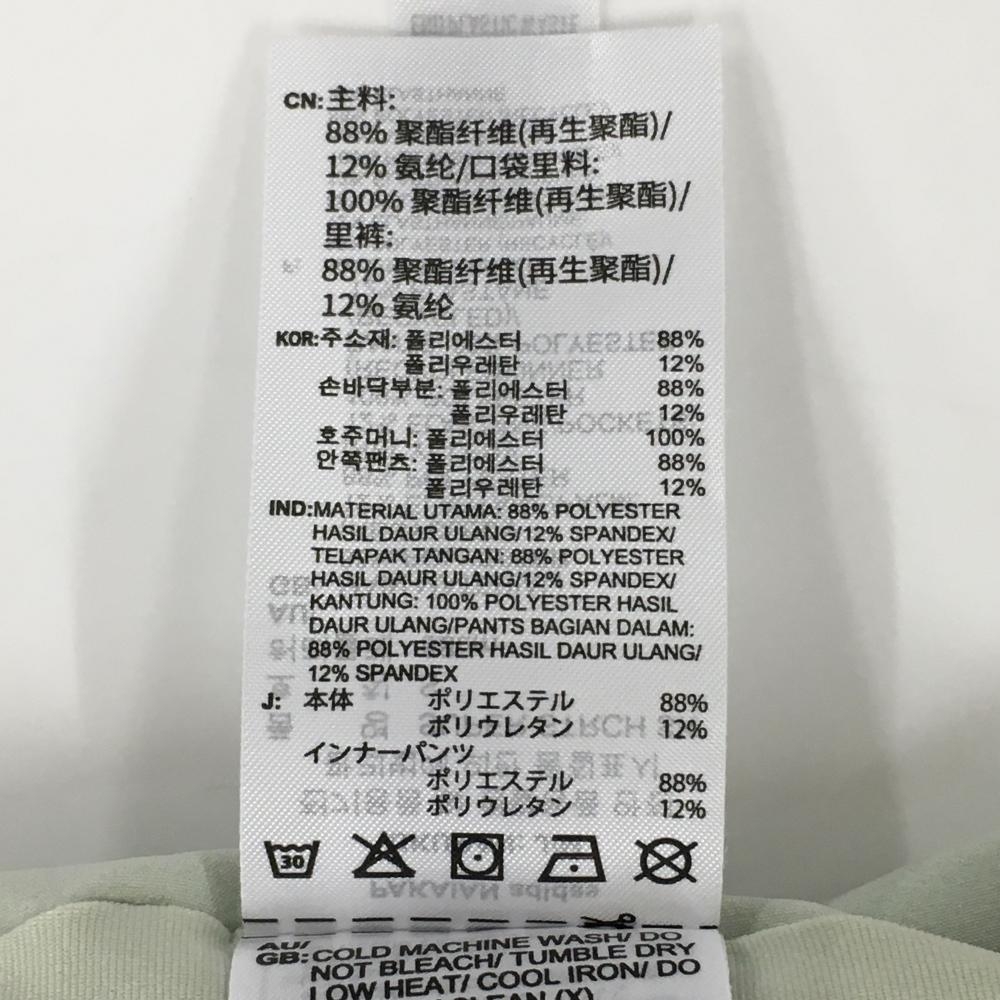 END PLASTIC WASTE
CN:主料:
88% 聚酯纤维(再生聚酯)/
12% 氨纶/口袋里料:
100% 聚酯纤维(再生聚酯)/
里裤:
88% 聚酯纤维(再生聚酯)/
12% 氨纶
KOR:주소재: 폴리에스터 88%
폴리우레탄 12%
손바닥부분: 폴리에스터 88%
폴리우레탄 12%
호주머니: 폴리에스터 100%
안쪽팬츠: 폴리에스터 88%
폴리우레탄 12%
IND:MATERIAL UTAMA: 88% POLYESTER
HASIL DAUR ULANG/12% SPANDEX/
TELAPAK TANGAN: 88% POLYESTER
HASIL DAUR ULANG/12% SPANDEX/
KANTUNG: 100% POLYESTER HASIL
DAUR ULANG/PANTS BAGIAN DALAM:
88% POLYESTER HASIL DAUR ULANG/
12% SPANDEX
J: 本体 ポリエステル 88%
ポリウレタン 12%
インナーパンツ
ポリエステル 88%
ポリウレタン 12%
30
PAKAIAN adidas
AU/
GB:COLD MACHINE WASH/ DO
NOT BLEACH/ TUMBLE DRY
LOW HEAT/ COOL IRON/ DO
CLEAN (X)